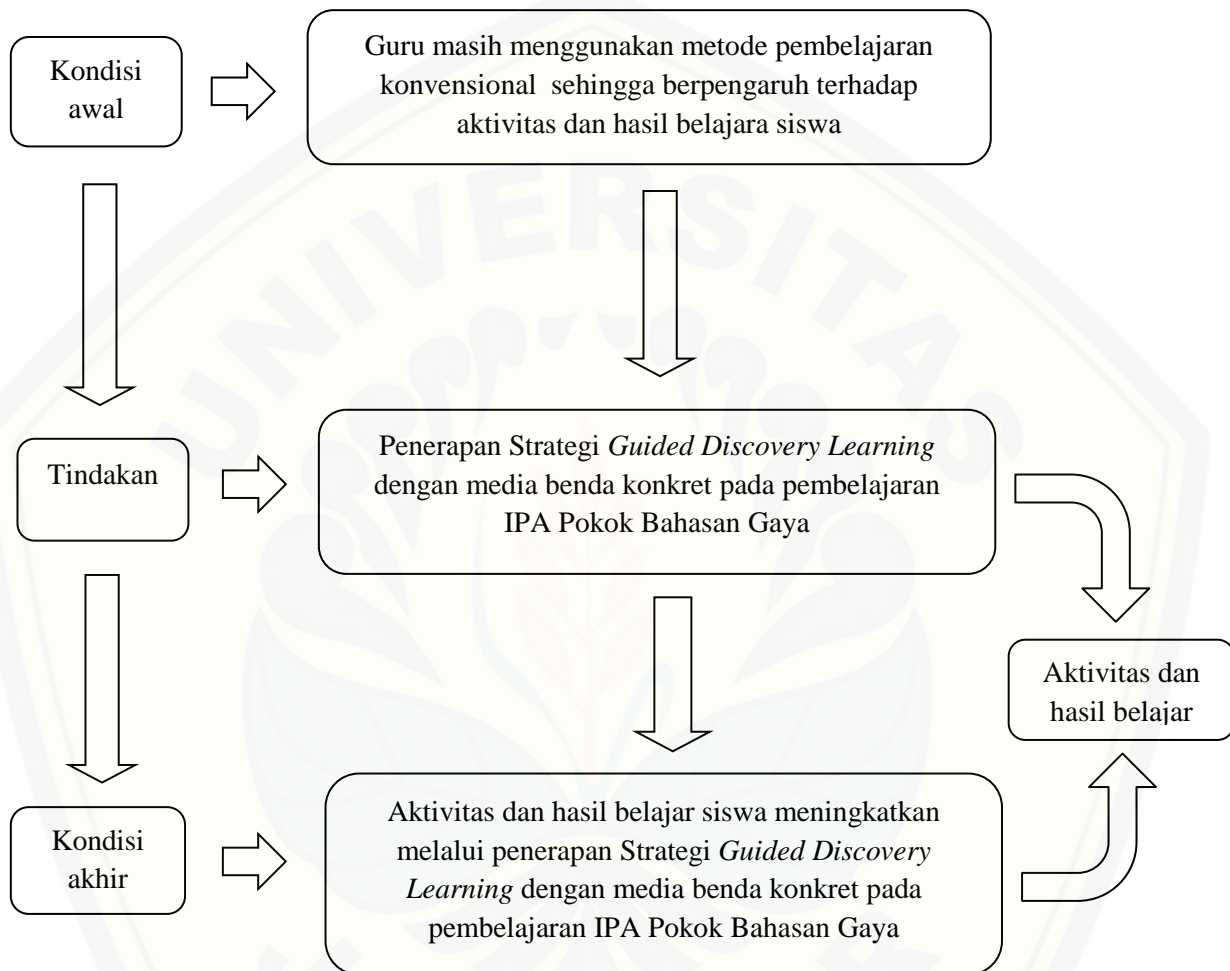 Kondisi
awal
Guru masih menggunakan metode pembelajaran
konvensional sehingga berpengaruh terhadap
aktivitas dan hasil belajara siswa
Tindakan
Penerapan Strategi Guided Discovery Learning
dengan media benda konkret pada pembelajaran
IPA Pokok Bahasan Gaya
Aktivitas dan
hasil belajar
Kondisi
akhir
Aktivitas dan hasil belajar siswa meningkatkan
melalui penerapan Strategi Guided Discovery
Learning dengan media benda konkret pada
pembelajaran IPA Pokok Bahasan Gaya
UNIVERSITAS